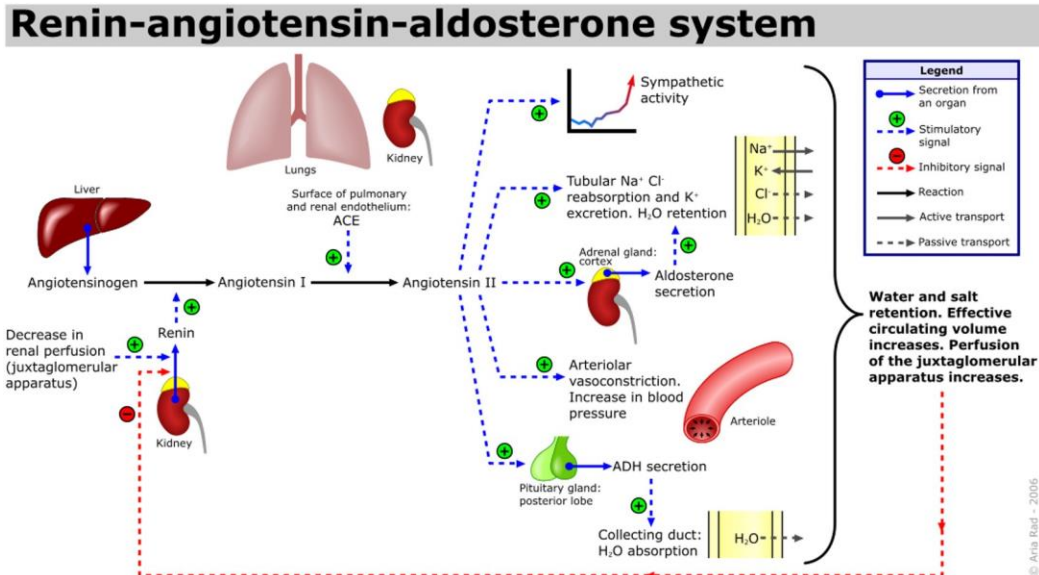 Renin-angiotensin-aldosterone system
Lungs
Kidney
Liver
Surface of pulmonary
and renal endothelium:
ACE
+
Angiotensinogen
Angiotensin I
Angiotensin II
+
Renin
Decrease in
renal perfusion
(juxtaglomerular
apparatus)
+
−
Kidney
+
Sympathetic
activity
+
Tubular Na⁺ Cl⁻
reabsorption and K⁺
excretion. H₂O retention
+
Adrenal gland:
cortex
+
Aldosterone
secretion
+
Arteriolar
vasoconstriction.
Increase in blood
pressure
Arteriole
+
Pituitary gland:
posterior lobe
ADH secretion
+
Collecting duct:
H₂O absorption
H₂O
Na⁺
K⁺
Cl⁻
H₂O
Legend
Secretion from
an organ
+
Stimulatory
signal
−
Inhibitory signal
Reaction
Active transport
Passive transport
Water and salt
retention. Effective
circulating volume
increases. Perfusion
of the juxtaglomerular
apparatus increases.
© Aria Rad - 2006